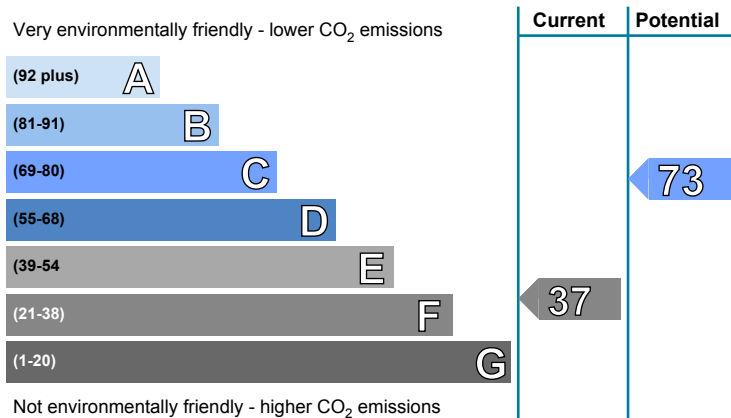 Very environmentally friendly - lower CO2 emissions
Current
Potential
(92 plus) A
(81-91) B
(69-80) C
73
(55-68) D
(39-54 E
37
(21-38) F
(1-20) G
Not environmentally friendly - higher CO2 emissions